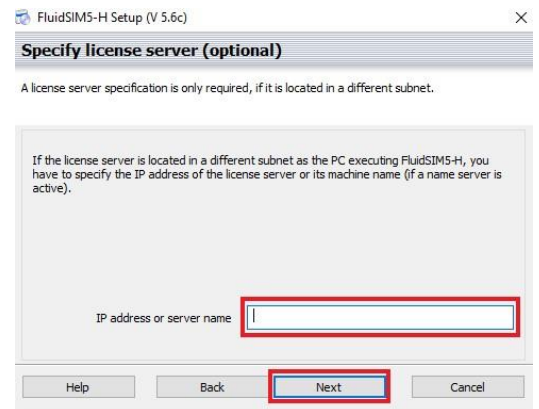 FluidSIM5-H Setup (V 5.6c)
Specify license server (optional)
A license server specification is only required, if it is located in a different subnet.
If the license server is located in a different subnet as the PC executing FluidSIM5-H, you
have to specify the IP address of the license server or its machine name (if a name server is
active).
IP address or server name
Help Back Next Cancel